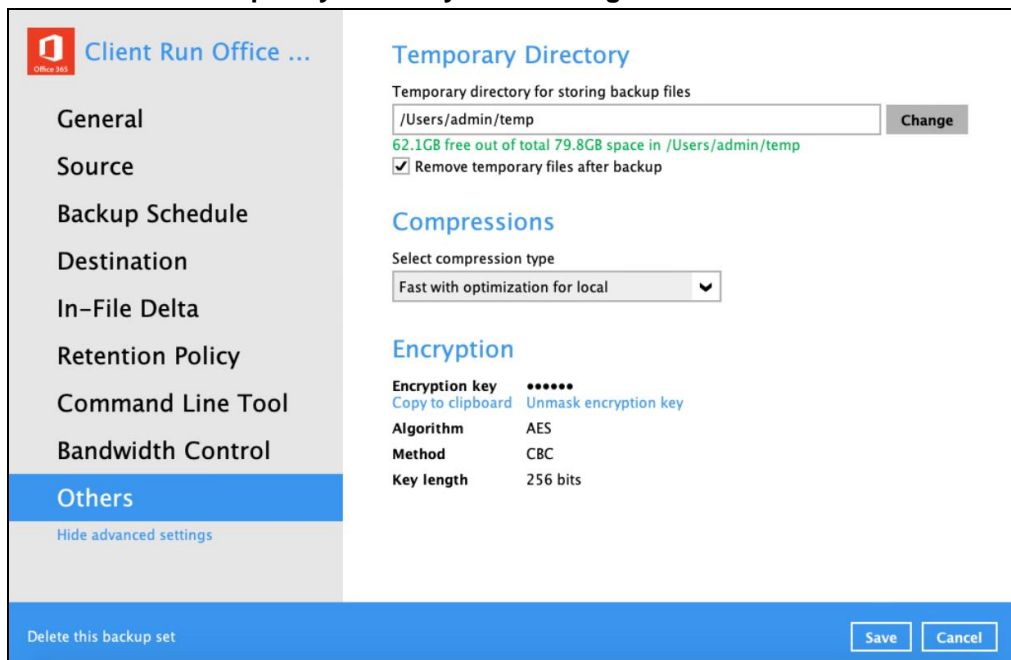 Office 365
Client Run Office ...
General
Source
Backup Schedule
Destination
In-File Delta
Retention Policy
Command Line Tool
Bandwidth Control
Others
Hide advanced settings
Temporary Directory
Temporary directory for storing backup files
/Users/admin/temp
Change
62.1GB free out of total 79.8GB space in /Users/admin/temp
Remove temporary files after backup
Compressions
Select compression type
Fast with optimization for local
Encryption
Encryption key ••••••
Copy to clipboard Unmask encryption key
Algorithm AES
Method CBC
Key length 256 bits
Delete this backup set
Save Cancel